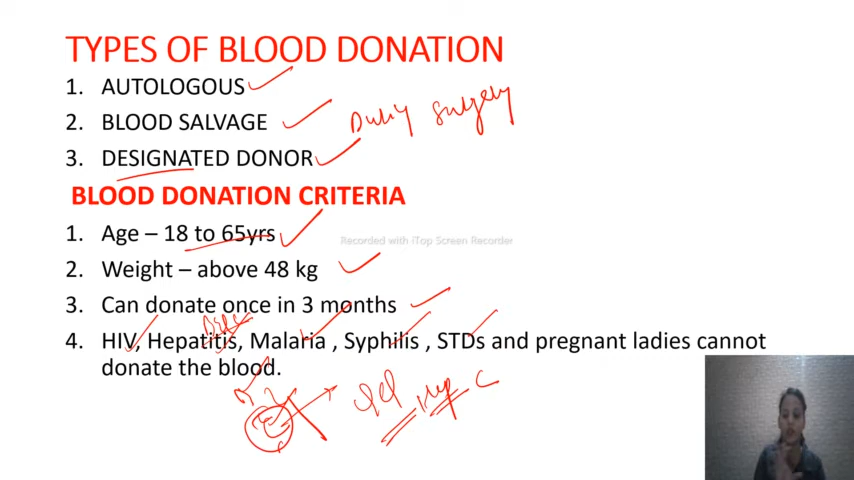 TYPES OF BLOOD DONATION
1. AUTOLOGOUS
2. BLOOD SALVAGE
surgery
3. DESIGNATED DONOR
BLOOD DONATION CRITERIA
1. Age – 18 to 65yrs
Recorded with iTop Screen Recorder
2. Weight – above 48 kg
3. Can donate once in 3 months
4. HIV, Hepatitis, Malaria , Syphilis , STDs and pregnant ladies cannot
donate the blood.